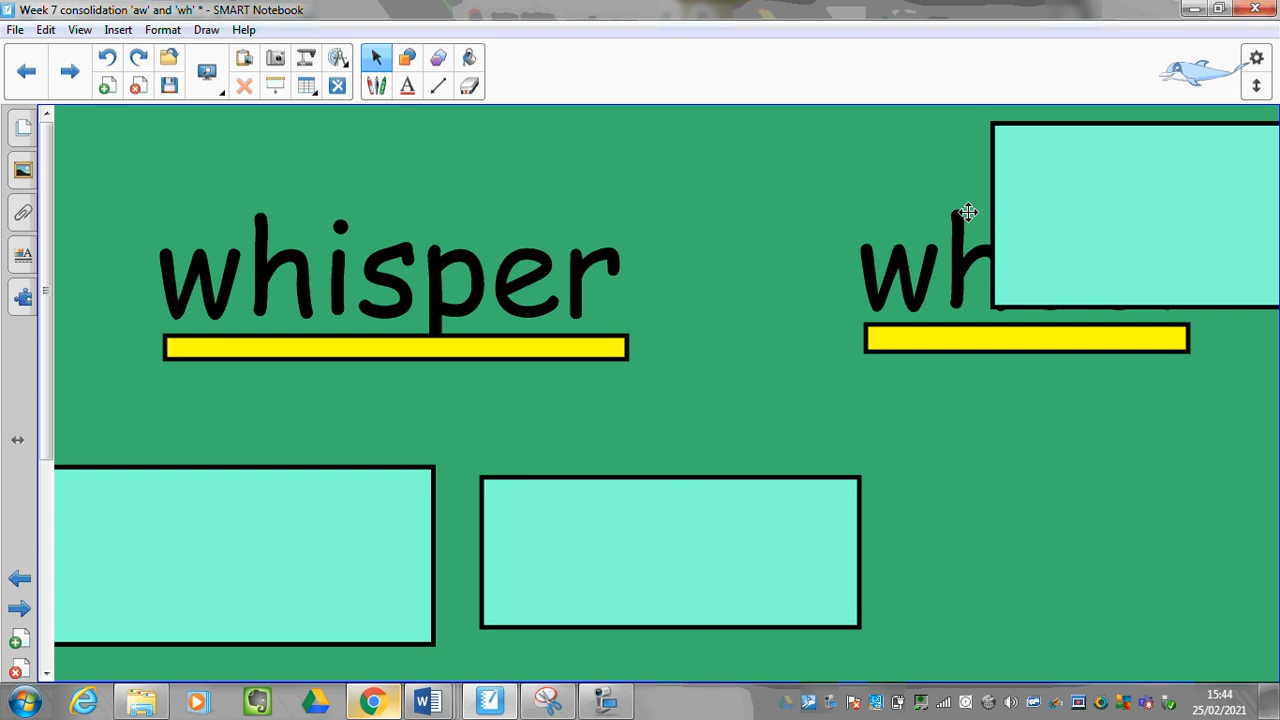 Week 7 consolidation 'aw' and 'wh' * - SMART Notebook
File Edit View Insert Format Draw Help
whisper
15:44
25/02/2021